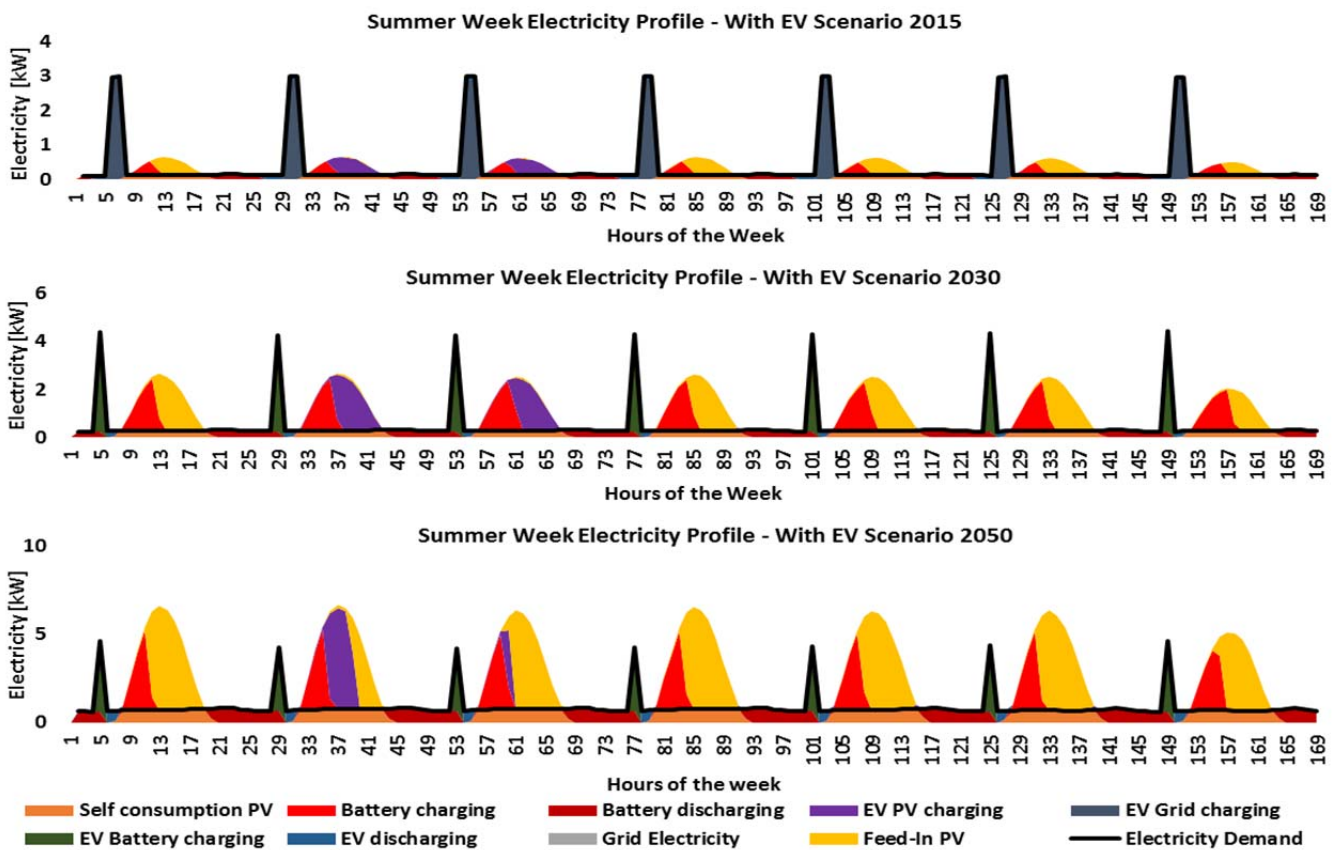 Summer Week Electricity Profile - With EV Scenario 2015
Electricity [kW]
4
3
2
1
0
1 5 9 13 17 21 25 29 33 37 41 45 49 53 57 61 65 69 73 77 81 85 89 93 97 101 105 109 113 117 121 125 129 133 137 141 145 149 153 157 161 165 169
Hours of the Week
Summer Week Electricity Profile - With EV Scenario 2030
Electricity [kW]
6
4
2
0
1 5 9 13 17 21 25 29 33 37 41 45 49 53 57 61 65 69 73 77 81 85 89 93 97 101 105 109 113 117 121 125 129 133 137 141 145 149 153 157 161 165 169
Hours of the Week
Summer Week Electricity Profile - With EV Scenario 2050
Electricity [kW]
10
5
0
1 5 9 13 17 21 25 29 33 37 41 45 49 53 57 61 65 69 73 77 81 85 89 93 97 101 105 109 113 117 121 125 129 133 137 141 145 149 153 157 161 165 169
Hours of the week
Self consumption PV Battery charging Battery discharging EV PV charging EV Grid charging
EV Battery charging EV discharging Grid Electricity Feed-In PV Electricity Demand